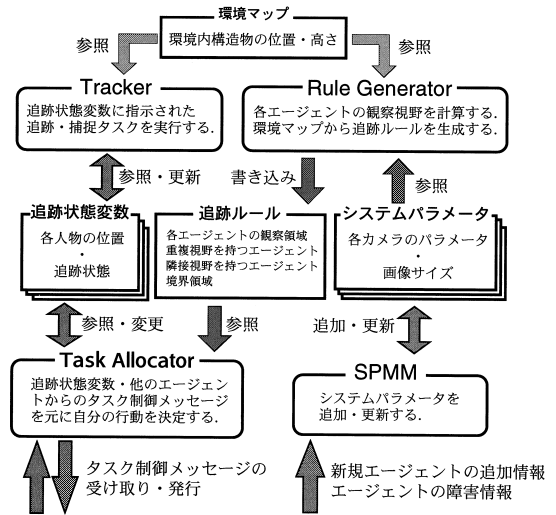 環境マップ
環境内構造物の位置・高さ
参照
参照
Tracker
追跡状態変数に指示された
追跡・捕捉タスクを実行する.
Rule Generator
各エージェントの観察視野を計算する.
環境マップから追跡ルールを生成する.
参照・更新
書き込み
参照
追跡状態変数
各人物の位置
・
追跡状態
追跡ルール
各エージェントの観察領域
重複視野を持つエージェント
隣接視野を持つエージェント
境界領域
システムパラメータ
各カメラのパラメータ
・
画像サイズ
参照・変更
参照
追加・更新
Task Allocator
追跡状態変数・他のエージェント
からのタスク制御メッセージ
を元に自分の行動を決定する.
SPMM
システムパラメータを
追加・更新する.
タスク制御メッセージの
受け取り・発行
新規エージェントの追加情報
エージェントの障害情報